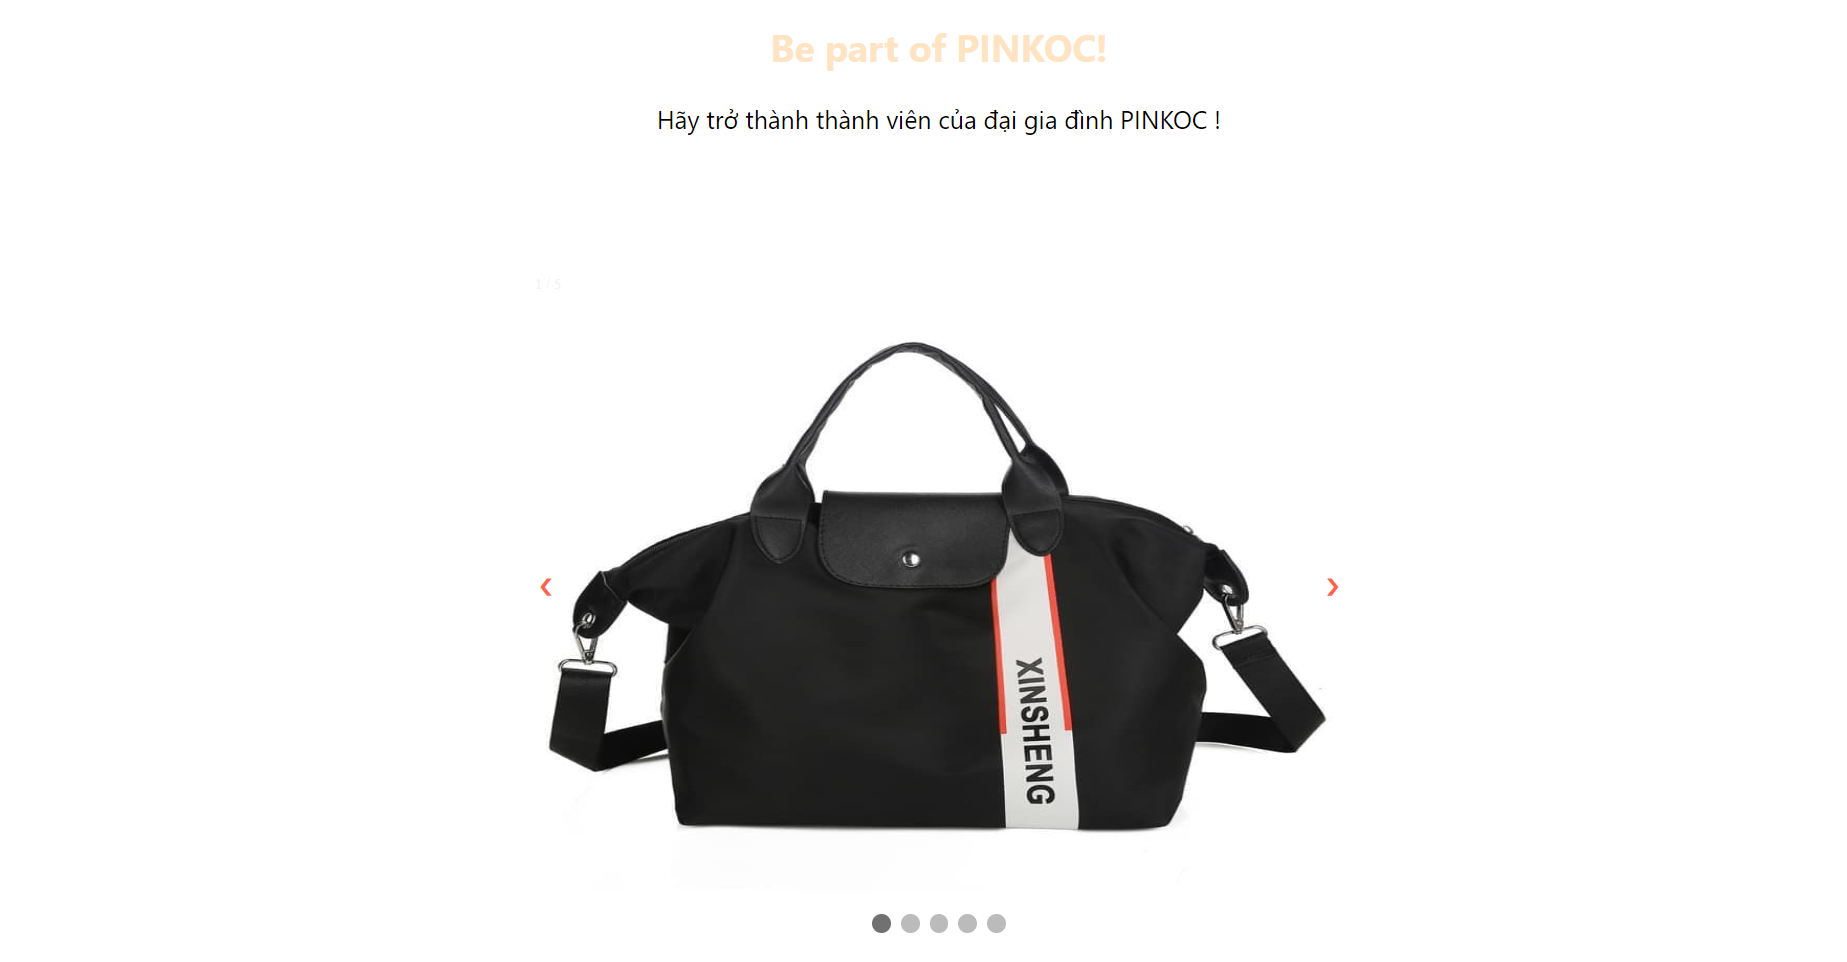 Be part of PINKOC!
Hãy trở thành thành viên của đại gia đình PINKOC !
1 / 5
XINSHENG